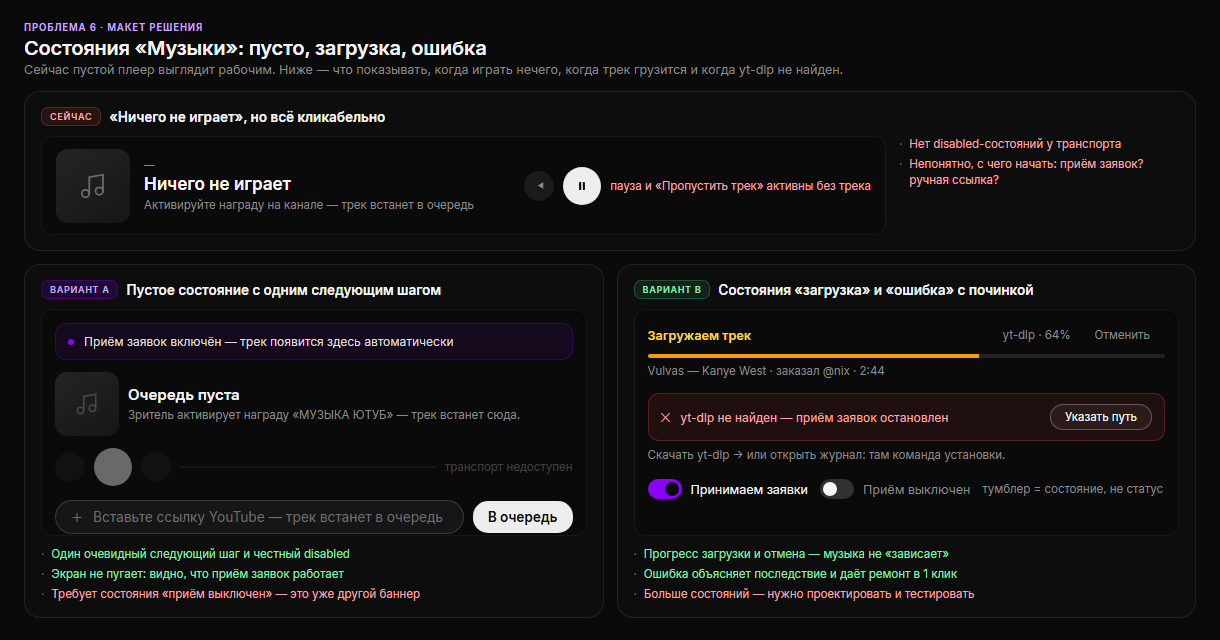 ПРОБЛЕМА 6 · МАКЕТ РЕШЕНИЯ
Состояния «Музыки»: пусто, загрузка, ошибка
Сейчас пустой плеер выглядит рабочим. Ниже — что показывать, когда играть нечего, когда трек грузится и когда yt-dlp не найден.
СЕЙЧАС «Ничего не играет», но всё кликабельно
—
Ничего не играет
Активируйте награду на канале — трек встанет в очередь
пауза и «Пропустить трек» активны без трека
· Нет disabled-состояний у транспорта
· Непонятно, с чего начать: приём заявок?
ручная ссылка?
ВАРИАНТ A Пустое состояние с одним следующим шагом
Приём заявок включён — трек появится здесь автоматически
Очередь пуста
Зритель активирует награду «МУЗЫКА ЮТУБ» — трек встанет сюда.
транспорт недоступен
+ Вставьте ссылку YouTube — трек встанет в очередь
В очередь
· Один очевидный следующий шаг и честный disabled
· Экран не пугает: видно, что приём заявок работает
· Требует состояния «приём выключен» — это уже другой баннер
ВАРИАНТ B Состояния «загрузка» и «ошибка» с починкой
Загружаем трек yt-dlp · 64% Отменить
Vulvas — Kanye West · заказал @nix · 2:44
yt-dlp не найден — приём заявок остановлен
Указать путь
Скачать yt-dlp → или открыть журнал: там команда установки.
Принимаем заявки Приём выключен тумблер = состояние, не статус
· Прогресс загрузки и отмена — музыка не «зависает»
· Ошибка объясняет последствие и даёт ремонт в 1 клик
· Больше состояний — нужно проектировать и тестировать